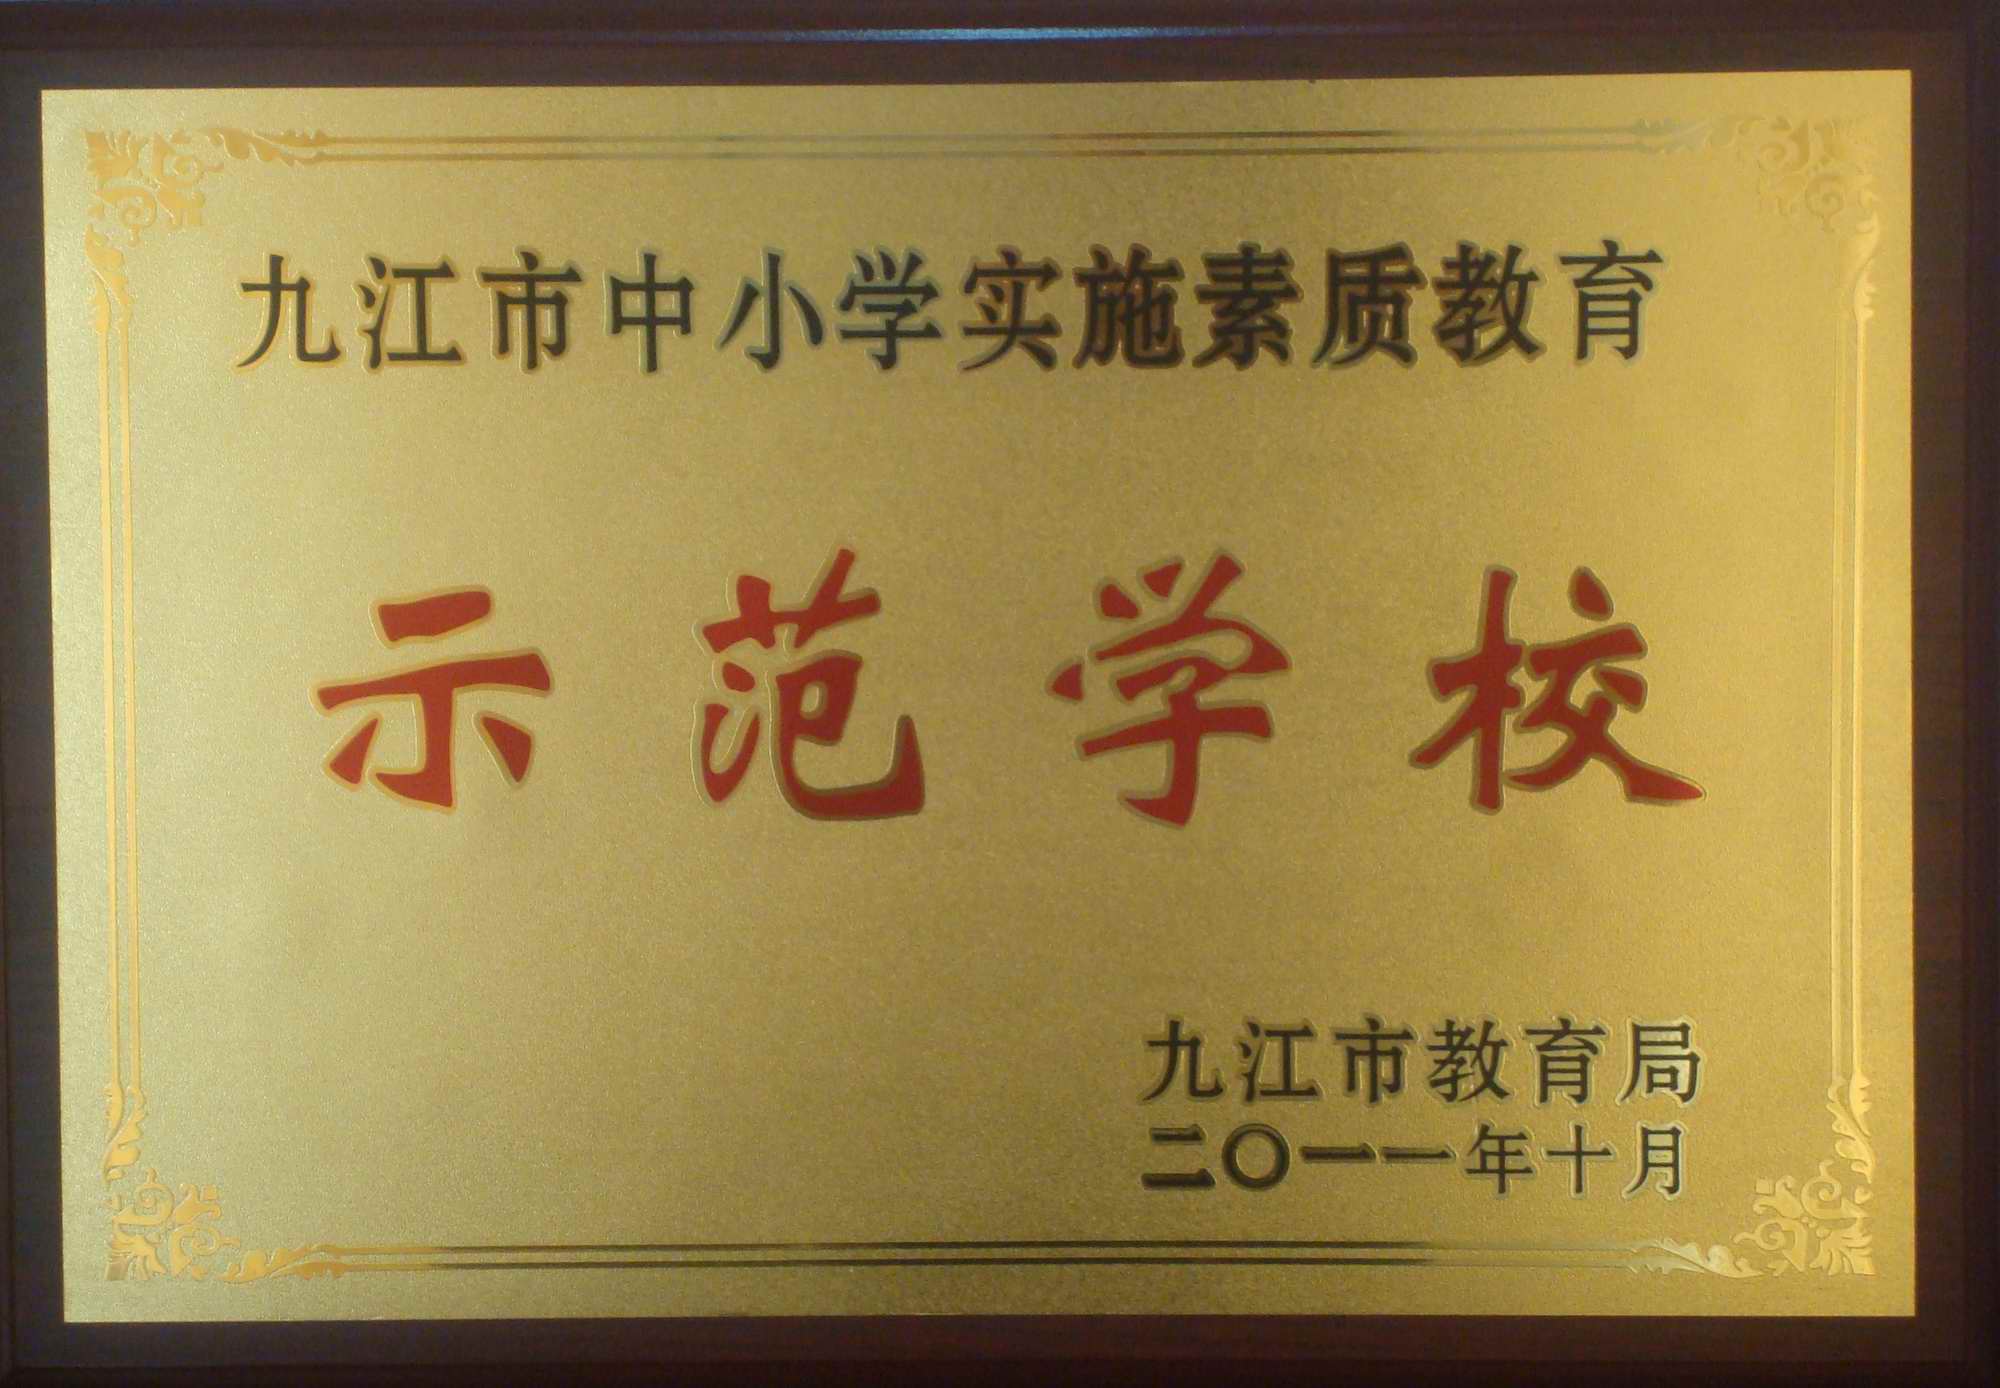 九江市中小学实施素质教育
示范学校
九江市教育局
二〇一一年十月